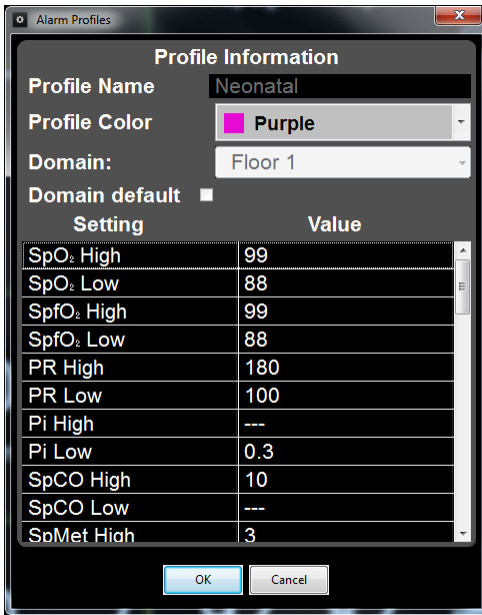 Alarm Profiles
Profile Information
Profile Name Neonatal
Profile Color Purple
Domain: Floor 1
Domain default
Setting Value
SpO₂ High 99
SpO₂ Low 88
SpfO₂ High 99
SpfO₂ Low 88
PR High 180
PR Low 100
Pi High ---
Pi Low 0.3
SpCO High 10
SpCO Low ---
SpMet High 3
OK Cancel